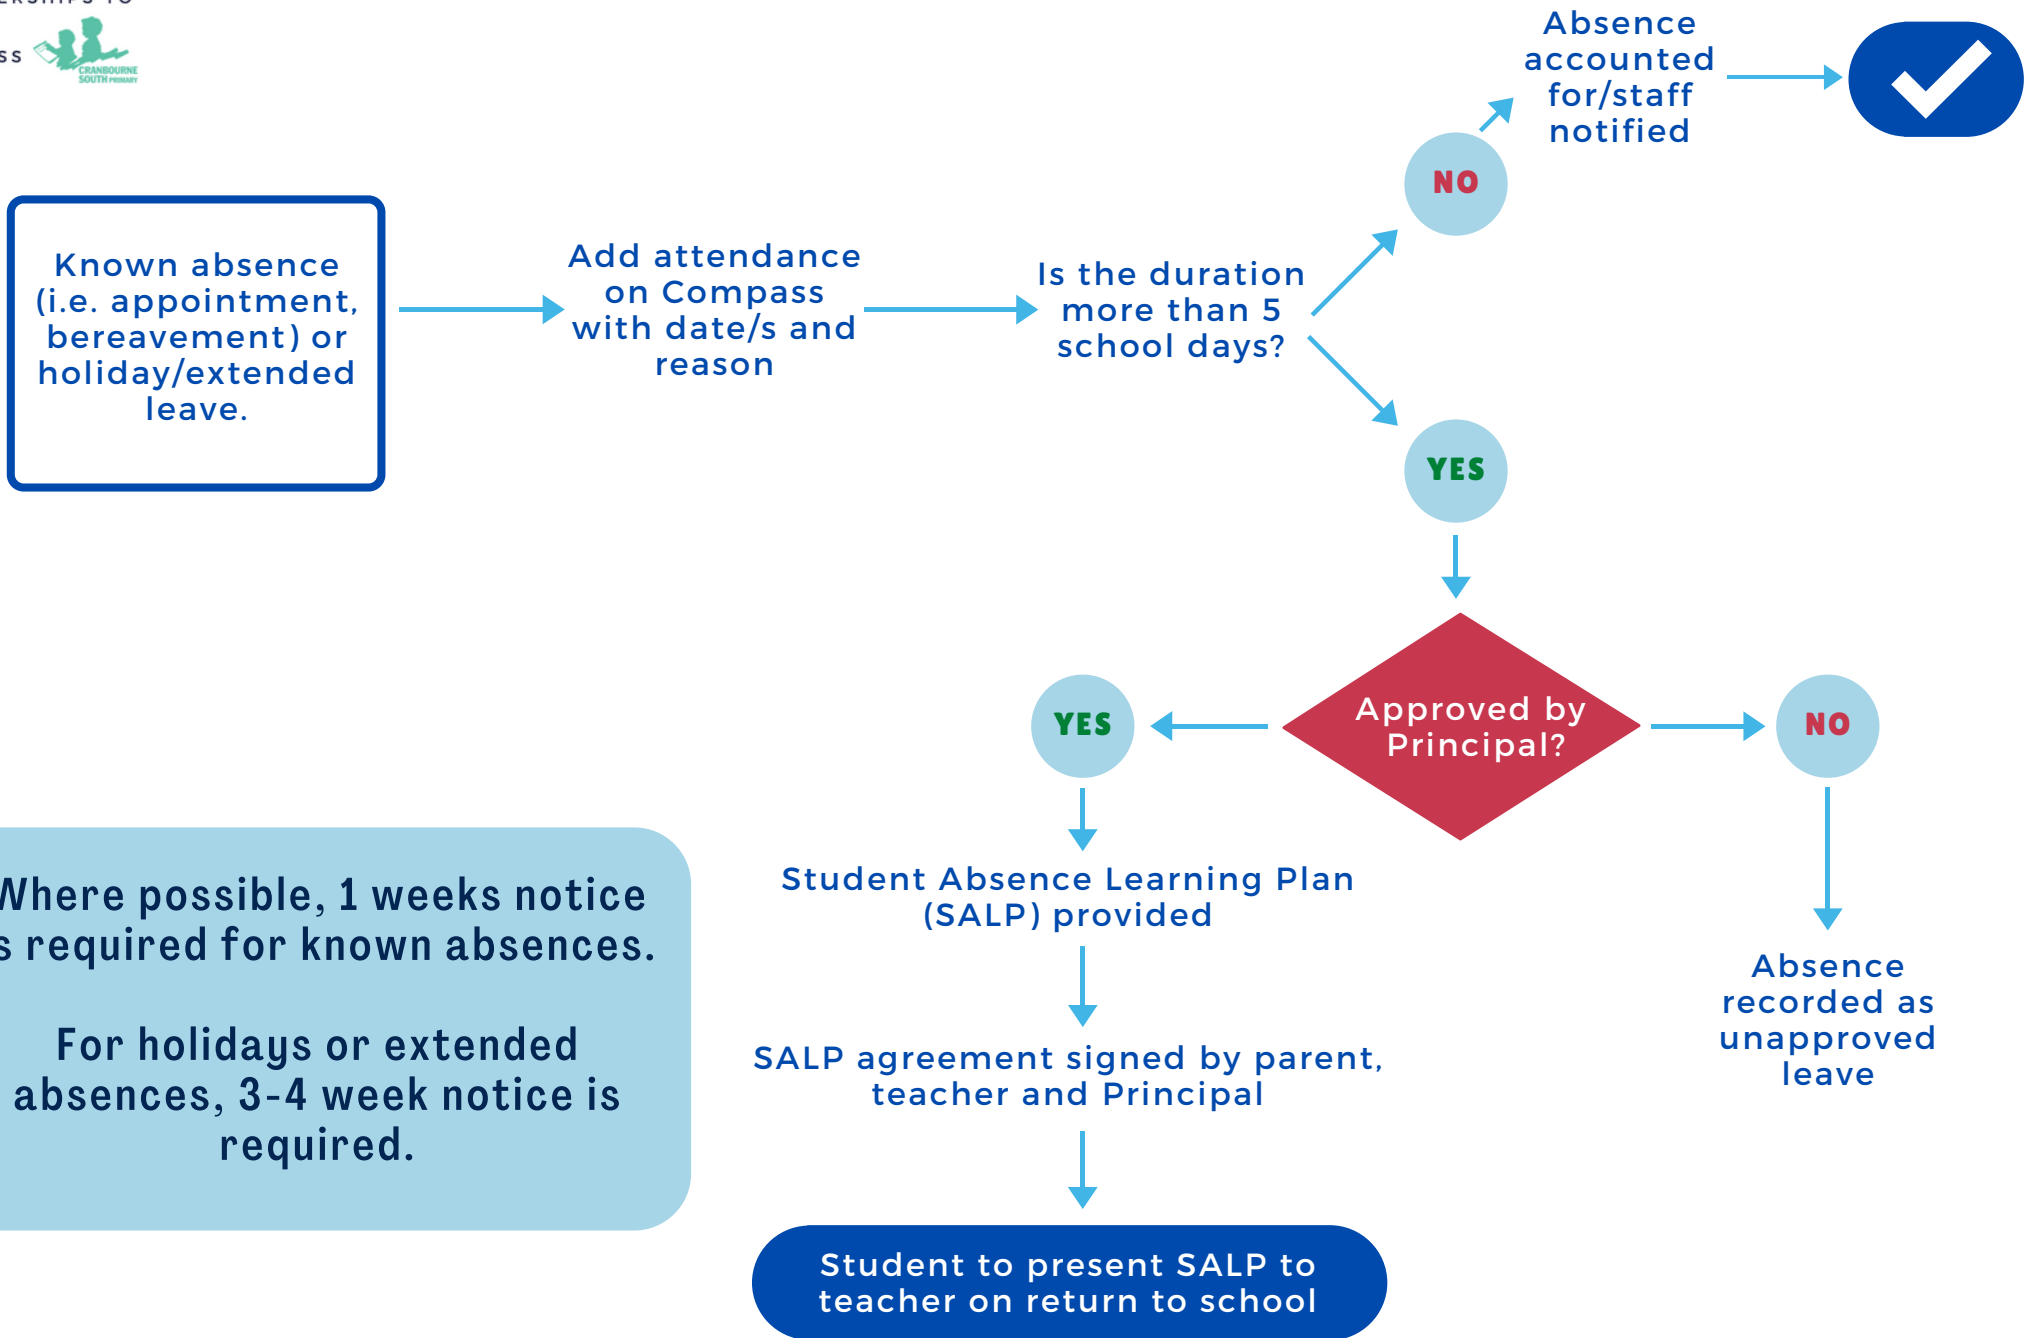 CRANBOURNE
SOUTH PRIMARY
Absence
accounted
for/staff
notified
NO
Known absence
(i.e. appointment,
bereavement) or
holiday/extended
leave.
Add attendance
on Compass
with date/s and
reason
Is the duration
more than 5
school days?
YES
Approved by
Principal?
YES
NO
Student Absence Learning Plan
(SALP) provided
Absence
recorded as
unapproved
leave
SALP agreement signed by parent,
teacher and Principal
Student to present SALP to
teacher on return to school
Where possible, 1 weeks notice
s required for known absences.
For holidays or extended
absences, 3-4 week notice is
required.